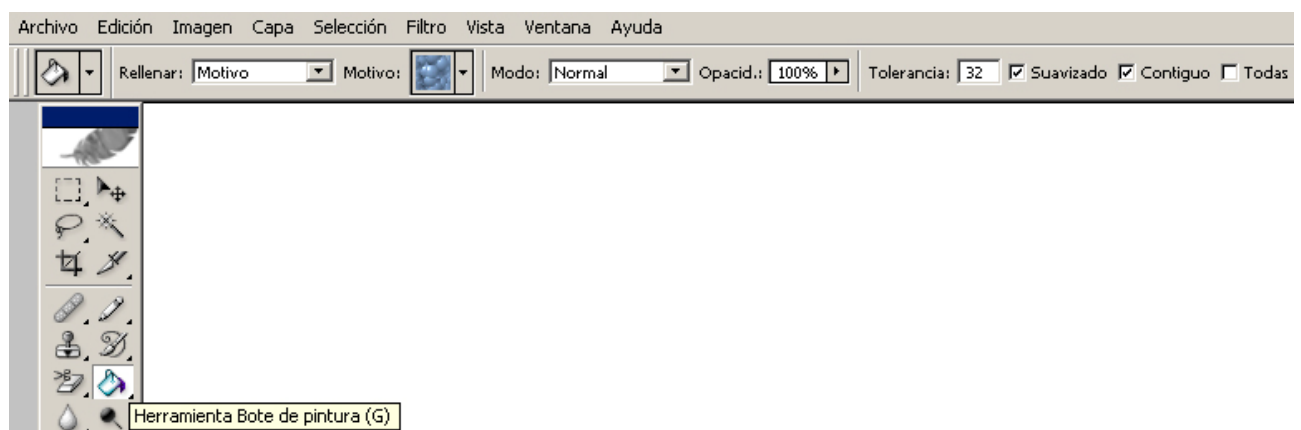 Archivo Edición Imagen Capa Selección Filtro Vista Ventana Ayuda
Rellenar: Motivo Motivo: Modo: Normal Opacid.: 100% Tolerancia: 32 Suavizado Contiguo Todas
Herramienta Bote de pintura (G)